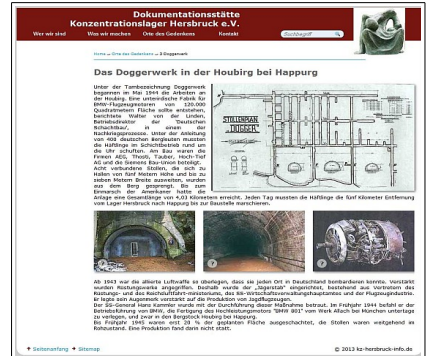 Dokumentationsstätte
Konzentrationslager Hersbruck e.V.
Wer wir sind Was wir machen Orte des Gedenkens Kontakt Suchbegriff
Home → Orte des Gedenkens → 3 Doggerwerk
Das Doggerwerk in der Houbirg bei Happurg
Unter der Tarnbezeichnung Doggerwerk
begannen im Mai 1944 die Arbeiten an
der Houbirg. Eine unterirdische Fabrik für
BMW-Flugzeugmotoren von 120.000
Quadratmetern Fläche sollte entstehen,
berichtete Walter von der Linden,
Betriebsdirektor der 'Deutschen
Schachtbau', in einem der
Nachkriegsprozesse. Unter der Anleitung
von 400 deutschen Bergleuten mussten
die Häftlinge im Schichtbetrieb rund um
die Uhr schuften. Am Bau waren die
Firmen AEG, Thosti, Tauber, Hoch-Tief
AG und die Siemens Bau-Union beteiligt.
Acht verbundene Stollen, die sich zu
Hallen von fünf Metern Höhe und bis zu
sieben Metern Breite ausweiten, wurden
aus dem Berg gesprengt. Bis zum
Einmarsch der Amerikaner hatte die
Anlage eine Gesamtlänge von 4,03 Kilometern erreicht. Jeden Tag mussten die Häftlinge die fünf Kilometer Entfernung
vom Lager Hersbruck nach Happurg bis zur Baustelle marschieren.
STOLLENPLAN
"DOGGER"
Ab 1943 war die alliierte Luftwaffe so überlegen, dass sie jeden Ort in Deutschland bombardieren konnte. Verstärkt
wurden Rüstungswerke angegriffen. Deshalb wurde der „Jägerstab" eingerichtet, bestehend aus Vertretern des
Rüstungs- und des Reichsluftfahrt-ministeriums, des SS-Wirtschaftsverwaltungshauptamtes und der Flugzeugindustrie.
Er legte sein Augenmerk verstärkt auf die Produktion von Jagdflugzeugen.
Der SS-General Hans Kammler wurde mit der Durchführung dieser Maßnahme betraut. Im Frühjahr 1944 befahl er der
Betriebsführung von BMW, die Fertigung des Hochleistungsmotors "BMW 801" vom Werk Allach bei München untertage
zu verlegen, und zwar in den Bergstock Houbirg bei Happurg.
Bis Frühjahr 1945 waren erst 20 % der geplanten Fläche ausgeschachtet, die Stollen waren weitgehend im
Rohzustand. Eine Produktion fand dann nicht statt.
Seitenanfang Sitemap © 2013 kz-hersbruck-info.de